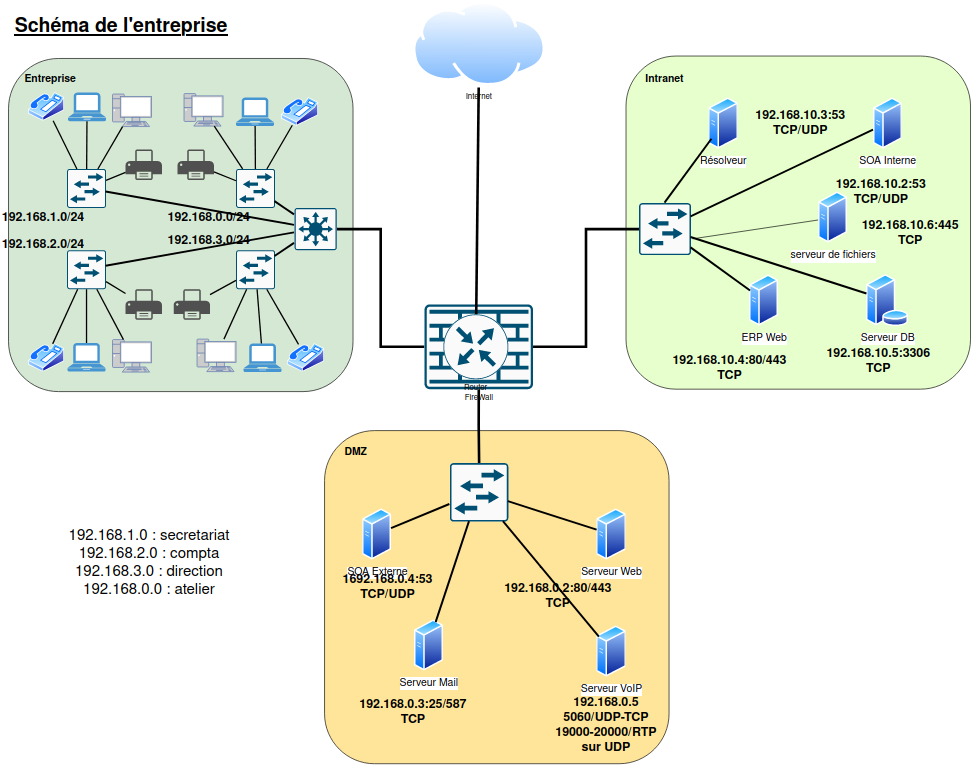 Schéma de l'entreprise
Internet
Entreprise
192.168.1.0/24
192.168.0.0/24
192.168.2.0/24
192.168.3.0/24
Router
FireWall
Intranet
Résolveur
192.168.10.3:53
TCP/UDP
SOA Interne
192.168.10.2:53
TCP/UDP
serveur de fichiers
192.168.10.6:445
TCP
ERP Web
192.168.10.4:80/443
TCP
Serveur DB
192.168.10.5:3306
TCP
DMZ
SOA Externe
1692.168.0.4:53
TCP/UDP
Serveur Web
192.168.0.2:80/443
TCP
Serveur Mail
192.168.0.3:25/587
TCP
Serveur VoIP
192.168.0.5
5060/UDP-TCP
19000-20000/RTP
sur UDP
192.168.1.0 : secretariat
192.168.2.0 : compta
192.168.3.0 : direction
192.168.0.0 : atelier